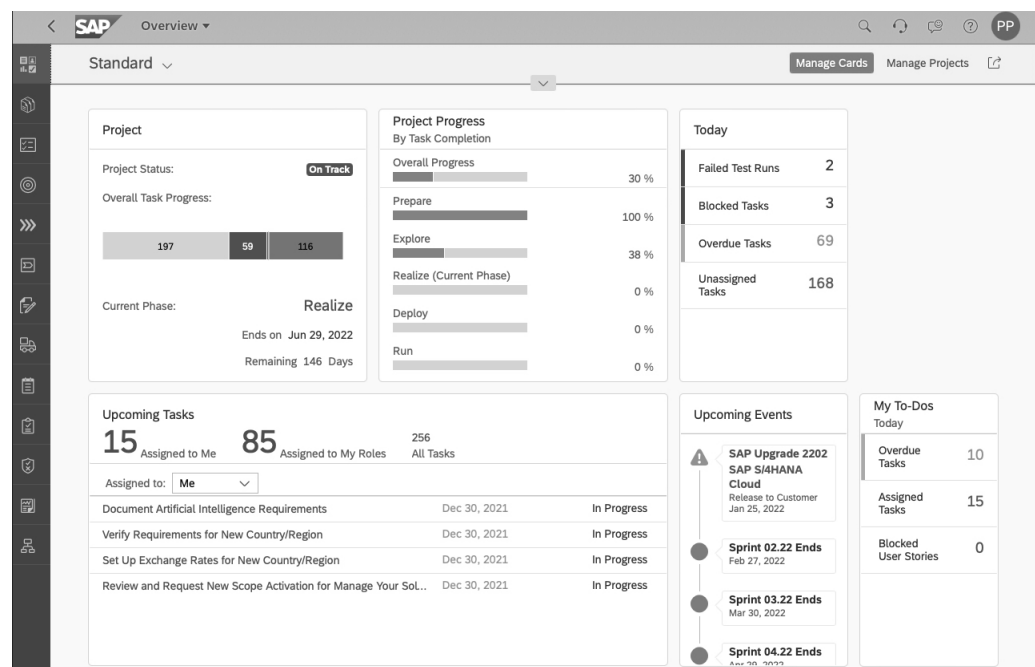 SAP Overview
PP
Standard
Manage Cards Manage Projects
Project
Project Status: On Track
Overall Task Progress:
197 59 116
Current Phase: Realize
Ends on Jun 29, 2022
Remaining 146 Days
Project Progress
By Task Completion
Overall Progress
30 %
Prepare
100 %
Explore
38 %
Realize (Current Phase)
0 %
Deploy
0 %
Run
0 %
Today
Failed Test Runs 2
Blocked Tasks 3
Overdue Tasks 69
Unassigned
Tasks 168
Upcoming Tasks
15 Assigned to Me 85 Assigned to My Roles
256
All Tasks
Assigned to: Me
Document Artificial Intelligence Requirements Dec 30, 2021 In Progress
Verify Requirements for New Country/Region Dec 30, 2021 In Progress
Set Up Exchange Rates for New Country/Region Dec 30, 2021 In Progress
Review and Request New Scope Activation for Manage Your Sol... Dec 30, 2021 In Progress
Upcoming Events
SAP Upgrade 2202
SAP S/4HANA
Cloud
Release to Customer
Jan 25, 2022
Sprint 02.22 Ends
Feb 27, 2022
Sprint 03.22 Ends
Mar 30, 2022
Sprint 04.22 Ends
Apr 29, 2022
My To-Dos
Today
Overdue
Tasks 10
Assigned
Tasks 15
Blocked
User Stories 0